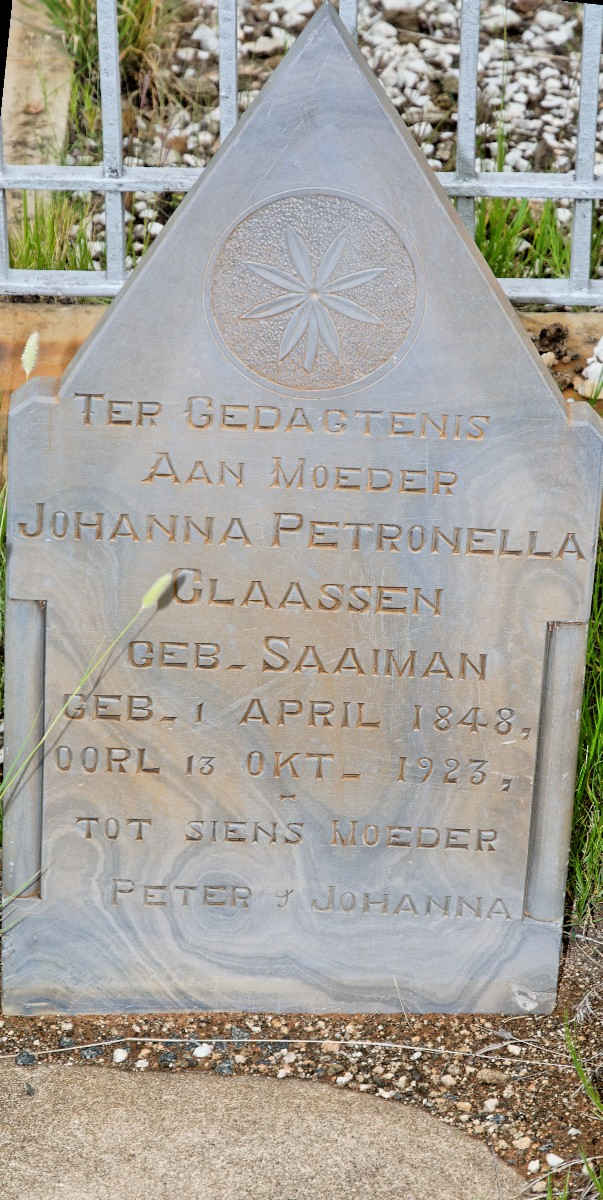 TER GEDAGTENIS
AAN MOEDER
JOHANNA PETRONELLA
CLAASSEN
GEB. SAAIMAN
GEB. 1 APRIL 1848,
OORL 13 OKT. 1923,
TOT SIENS MOEDER
PETER & JOHANNA